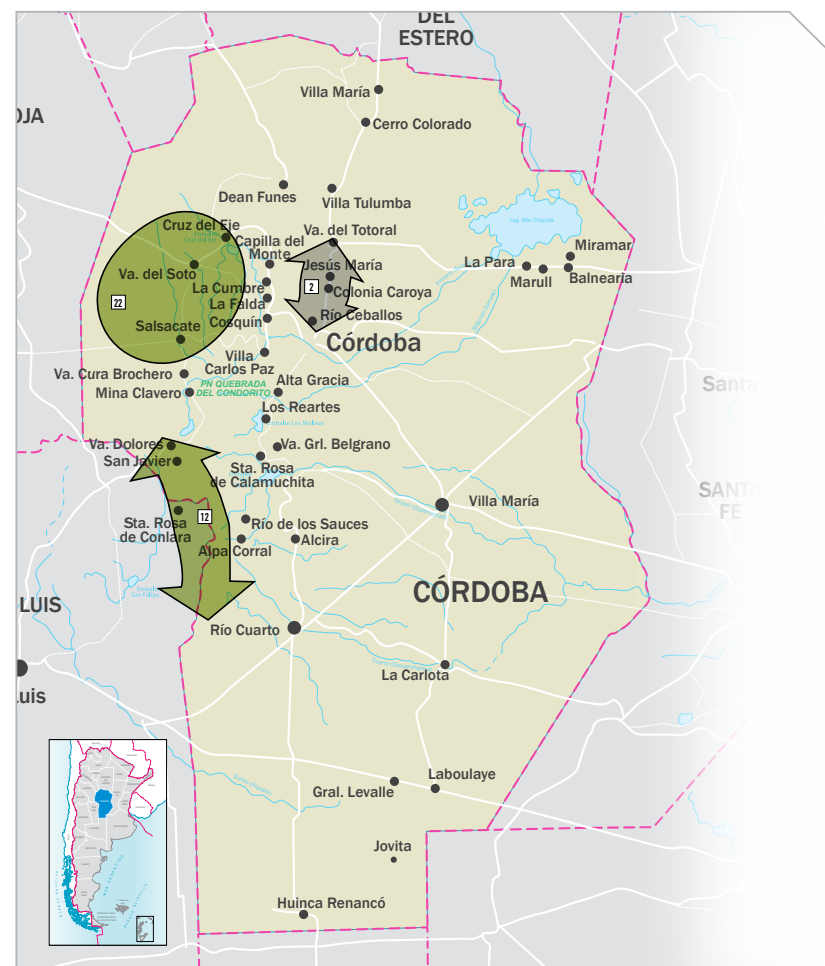 DEL
ESTERO
OJA
Villa María
Cerro Colorado
Dean Funes
Villa Tulumba
Cruz del Eje
Va. del Totoral
Capilla del
Monte
Miramar
Jesús María
La Para
Va. del Soto
Marull
Balnearia
La Cumbre
Colonia Caroya
2
22
La Falda
Río Ceballos
Salsacate
Cosquín
Córdoba
Villa
Carlos Paz
Va. Cura Brochero
PN QUEBRADA
DEL CONDORITO
Alta Gracia
Santa
Mina Clavero
Los Reartes
Embalse Los Molinos
Va. Dolores
Va. Grl. Belgrano
San Javier
Sta. Rosa
de Calamuchita
SANTA
FE
Villa María
12
Sta. Rosa
de Conlara
Río de los Sauces
Alpa Corral
Alcira
CÓRDOBA
LUIS
Río Cuarto
La Carlota
Luis
Laboulaye
Gral. Levalle
Jovita
Huinca Renancó